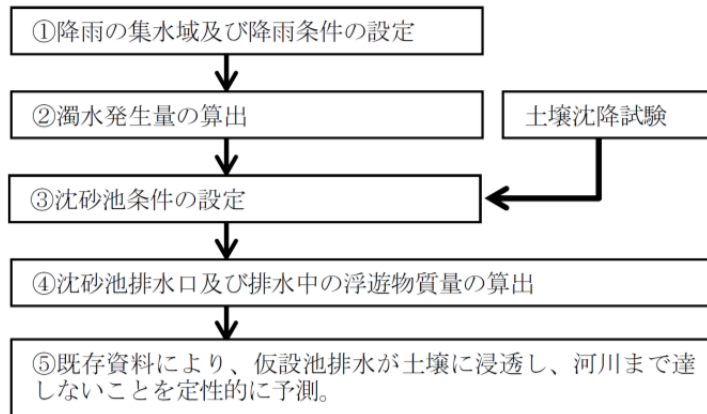 ①降雨の集水域及び降雨条件の設定
②濁水発生量の算出
土壌沈降試験
③沈砂池条件の設定
④沈砂池排水口及び排水中の浮遊物質量の算出
⑤既存資料により、仮設池排水が土壌に浸透し、河川まで達
しないことを定性的に予測。